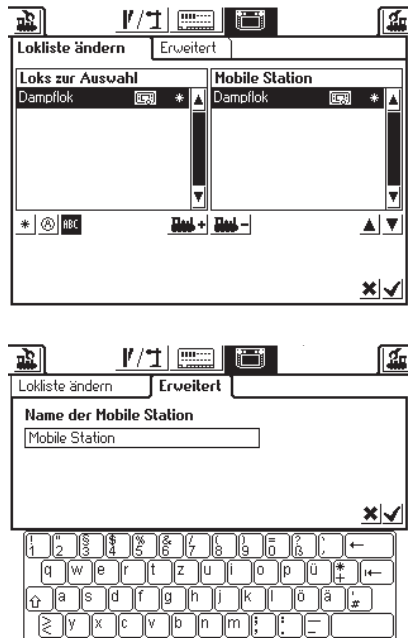 Lokliste ändern Erweitert
Loks zur Auswahl Mobile Station
Dampflok * Dampflok *
* A ABC + -
Lokliste ändern Erweitert
Name der Mobile Station
Mobile Station
! 1 " 2 § 3 $ 4 % 5 & 6 / 7 ( 8 ) 9 = 0 ? ß
q w e r t z u i o p ü * +
a s d f g h j k l ö ä ' #
> < y x c v b n m ; , : . _ -